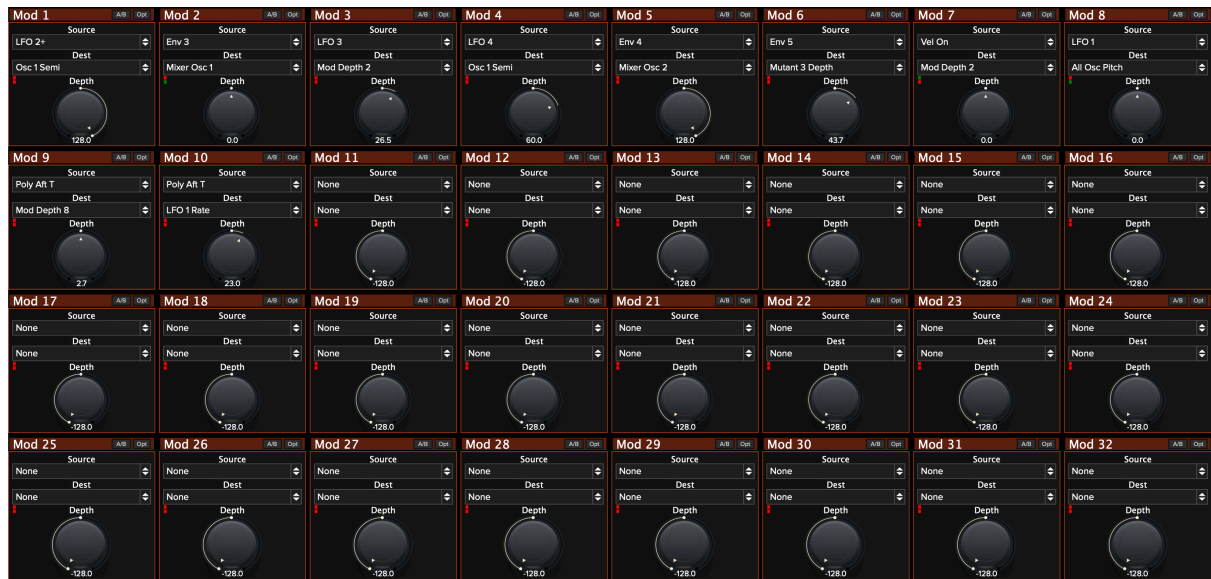 Mod 1 A/B Opt Mod 2 A/B Opt Mod 3 A/B Opt Mod 4 A/B Opt Mod 5 A/B Opt Mod 6 A/B Opt Mod 7 A/B Opt Mod 8 A/B Opt
Source Source Source Source Source Source Source Source
LFO 2+ Env 3 LFO 3 LFO 4 Env 4 Env 5 Vel On LFO 1
Dest Dest Dest Dest Dest Dest Dest Dest
Osc 1 Semi Mixer Osc 1 Mod Depth 2 Osc 1 Semi Mixer Osc 2 Mutant 3 Depth Mod Depth 2 All Osc Pitch
Depth Depth Depth Depth Depth Depth Depth Depth
128.0 0.0 26.5 60.0 128.0 43.7 0.0 0.0
Mod 9 A/B Opt Mod 10 A/B Opt Mod 11 A/B Opt Mod 12 A/B Opt Mod 13 A/B Opt Mod 14 A/B Opt Mod 15 A/B Opt Mod 16 A/B Opt
Source Source Source Source Source Source Source Source
Poly Aft T Poly Aft T None None None None None None
Dest Dest Dest Dest Dest Dest Dest Dest
Mod Depth 8 LFO 1 Rate None None None None None None
Depth Depth Depth Depth Depth Depth Depth Depth
2.7 23.0 -128.0 -128.0 -128.0 -128.0 -128.0 -128.0
Mod 17 A/B Opt Mod 18 A/B Opt Mod 19 A/B Opt Mod 20 A/B Opt Mod 21 A/B Opt Mod 22 A/B Opt Mod 23 A/B Opt Mod 24 A/B Opt
Source Source Source Source Source Source Source Source
None None None None None None None None
Dest Dest Dest Dest Dest Dest Dest Dest
None None None None None None None None
Depth Depth Depth Depth Depth Depth Depth Depth
-128.0 -128.0 -128.0 -128.0 -128.0 -128.0 -128.0 -128.0
Mod 25 A/B Opt Mod 26 A/B Opt Mod 27 A/B Opt Mod 28 A/B Opt Mod 29 A/B Opt Mod 30 A/B Opt Mod 31 A/B Opt Mod 32 A/B Opt
Source Source Source Source Source Source Source Source
None None None None None None None None
Dest Dest Dest Dest Dest Dest Dest Dest
None None None None None None None None
Depth Depth Depth Depth Depth Depth Depth Depth
-128.0 -128.0 -128.0 -128.0 -128.0 -128.0 -128.0 -128.0